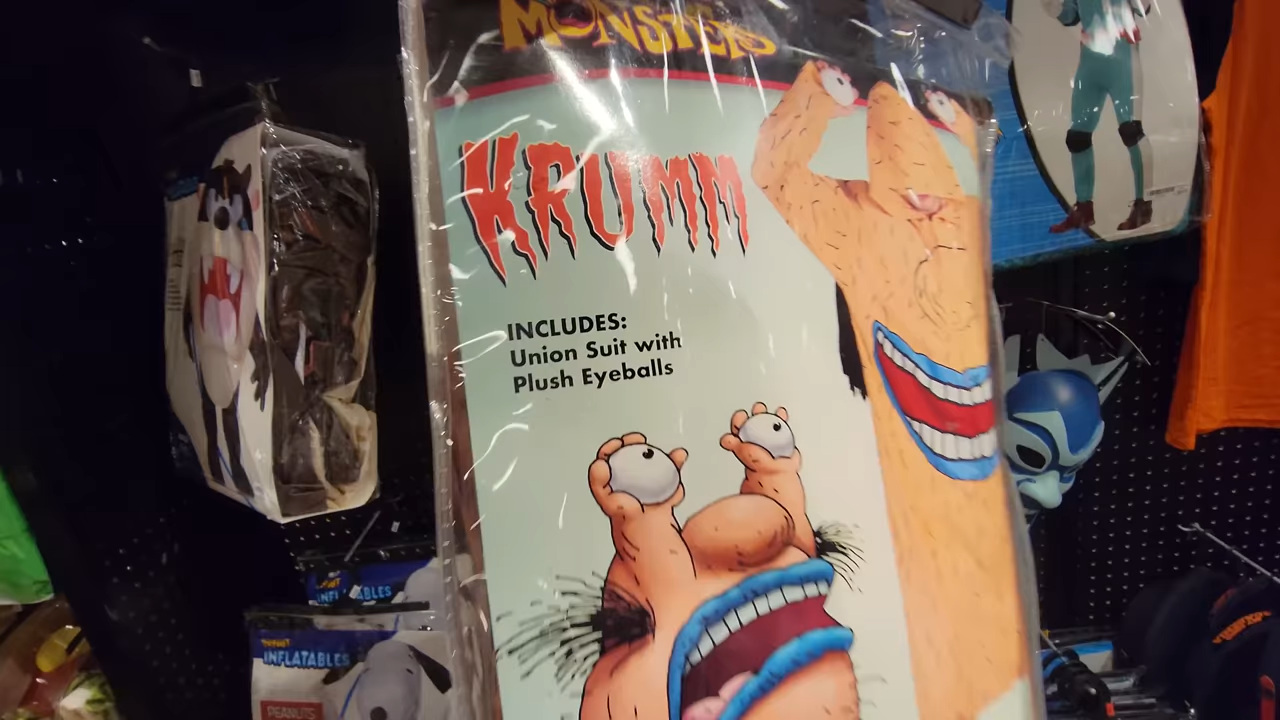 MONSTERS
KRUMM
INCLUDES:
Union Suit with
Plush Eyeballs
INFLATABLES
PEANUTS